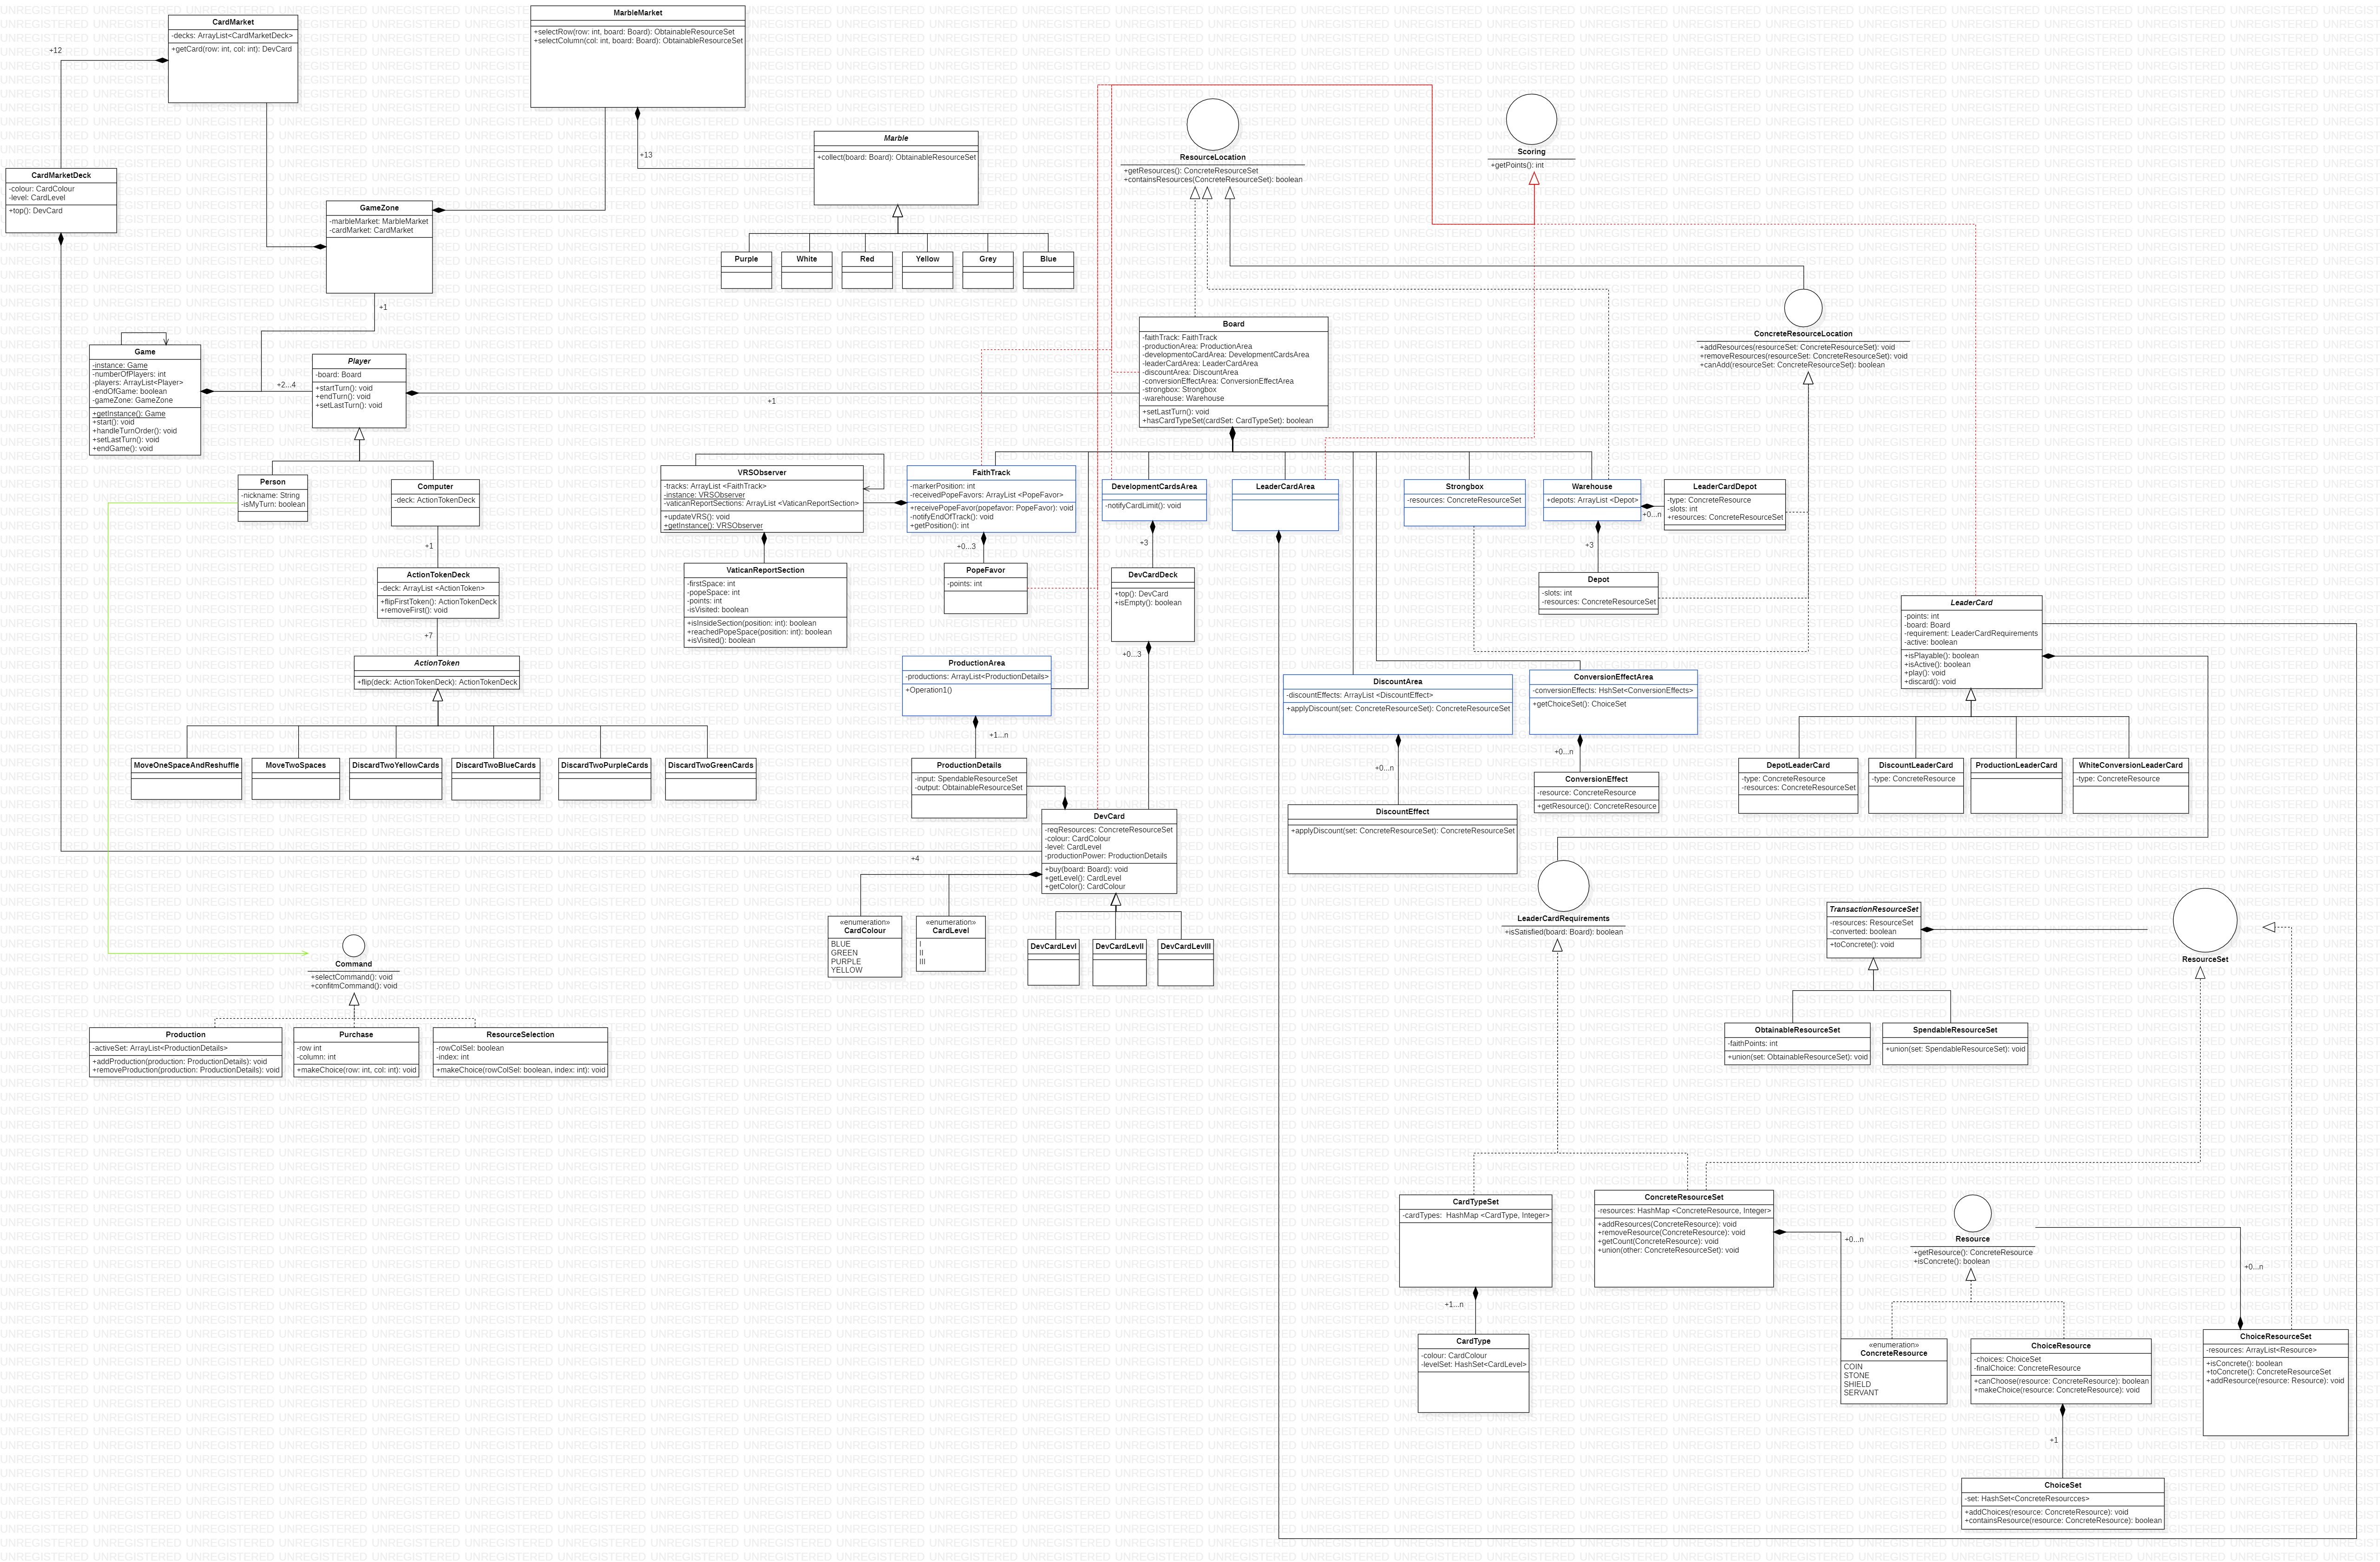 CardMarket
-decks: ArrayList<CardMarketDeck>
+getCard(row: int, col: int): DevCard
+12
MarbleMarket
+selectRow(row: int, board: Board): ObtainableResourceSet
+selectColumn(col: int, board: Board): ObtainableResourceSet
+13
Marble
+collect(board: Board): ObtainableResourceSet
Purple
White
Red
Yellow
Grey
Blue
ResourceLocation
+getResources(): ConcreteResourceSet
+containsResources(ConcreteResourceSet): boolean
Scoring
+getPoints(): int
CardMarketDeck
-colour: CardColour
-level: CardLevel
+top(): DevCard
GameZone
-marbleMarket: MarbleMarket
-cardMarket: CardMarket
+1
ConcreteResourceLocation
+addResources(resourceSet: ConcreteResourceSet): void
+removeResources(resourceSet: ConcreteResourceSet): void
+canAdd(resourceSet: ConcreteResourceSet): boolean
Game
-instance: Game
-numberOfPlayers: int
-players: ArrayList<Player>
-endOfGame: boolean
-gameZone: GameZone
+getInstance(): Game
+start(): void
+handleTurnOrder(): void
+setLastTurn(): void
+endGame(): void
+2...4
Player
-board: Board
+startTurn(): void
+endTurn(): void
+setLastTurn(): void
+1
Board
-faithTrack: FaithTrack
-productionArea: ProductionArea
-developmentoCardArea: DevelopmentCardsArea
-leaderCardArea: LeaderCardArea
-discountArea: DiscountArea
-conversionEffectArea: ConversionEffectArea
-strongbox: Strongbox
-warehouse: Warehouse
+setLastTurn(): void
+hasCardTypeSet(cardSet: CardTypeSet): boolean
Person
-nickname: String
-isMyTurn: boolean
Computer
-deck: ActionTokenDeck
+1
VRSObserver
-tracks: ArrayList <FaithTrack>
-instance: VRSObserver
-vaticanReportSections: ArrayList <VaticanReportSection>
+updateVRS(): void
+getInstance(): VRSObserver
FaithTrack
-markerPosition: int
-receivedPopeFavors: ArrayList <PopeFavor>
+receivePopeFavor(popefavor: PopeFavor): void
-notifyEndOfTrack(): void
+getPosition(): int
+0...3
DevelopmentCardsArea
-notifyCardLimit(): void
+3
LeaderCardArea
Strongbox
-resources: ConcreteResourceSet
Warehouse
+depots: ArrayList <Depot>
+0...n
+3
LeaderCardDepot
-type: ConcreteResource
-slots: int
+resources: ConcreteResourceSet
ActionTokenDeck
-deck: ArrayList <ActionToken>
+flipFirstToken(): ActionTokenDeck
+removeFirst(): void
+7
VaticanReportSection
-firstSpace: int
-popeSpace: int
-points: int
-isVisited: boolean
+isInsideSection(position: int): boolean
+reachedPopeSpace(position: int): boolean
+isVisited(): boolean
PopeFavor
-points: int
DevCardDeck
+top(): DevCard
+isEmpty(): boolean
+0...3
Depot
-slots: int
-resources: ConcreteResourceSet
LeaderCard
-points: int
-board: Board
-requirement: LeaderCardRequirements
-active: boolean
+isPlayable(): boolean
+isActive(): boolean
+play(): void
+discard(): void
ActionToken
+flip(deck: ActionTokenDeck): ActionTokenDeck
ProductionArea
-productions: ArrayList<ProductionDetails>
+Operation1()
+1...n
DiscountArea
-discountEffects: ArrayList <DiscountEffect>
+applyDiscount(set: ConcreteResourceSet): ConcreteResourceSet
+0...n
ConversionEffectArea
-conversionEffects: HshSet<ConversionEffects>
+getChoiceSet(): ChoiceSet
+0...n
MoveOneSpaceAndReshuffle
MoveTwoSpaces
DiscardTwoYellowCards
DiscardTwoBlueCards
DiscardTwoPurpleCards
DiscardTwoGreenCards
ProductionDetails
-input: SpendableResourceSet
-output: ObtainableResourceSet
ConversionEffect
-resource: ConcreteResource
+getResource(): ConcreteResource
DepotLeaderCard
-type: ConcreteResource
-resources: ConcreteResourceSet
DiscountLeaderCard
-type: ConcreteResource
ProductionLeaderCard
WhiteConversionLeaderCard
-type: ConcreteResource
DiscountEffect
+applyDiscount(set: ConcreteResourceSet): ConcreteResourceSet
DevCard
-reqResources: ConcreteResourceSet
-colour: CardColour
-level: CardLevel
-productionPower: ProductionDetails
+buy(board: Board): void
+getLevel(): CardLevel
+getColor(): CardColour
+4
«enumeration»
CardColour
BLUE
GREEN
PURPLE
YELLOW
«enumeration»
CardLevel
I
II
III
DevCardLevI
DevCardLevII
DevCardLevIII
LeaderCardRequirements
+isSatisfied(board: Board): boolean
TransactionResourceSet
-resources: ResourceSet
-converted: boolean
+toConcrete(): void
ResourceSet
Command
+selectCommand(): void
+confitmCommand(): void
Production
-activeSet: ArrayList<ProductionDetails>
+addProduction(production: ProductionDetails): void
+removeProduction(production: ProductionDetails): void
Purchase
-row int
-column: int
+makeChoice(row: int, col: int): void
ResourceSelection
-rowColSel: boolean
-index: int
+makeChoice(rowColSel: boolean, index: int): void
ObtainableResourceSet
-faithPoints: int
+union(set: ObtainableResourceSet): void
SpendableResourceSet
+union(set: SpendableResourceSet): void
CardTypeSet
-cardTypes: HashMap <CardType, Integer>
+1...n
ConcreteResourceSet
-resources: HashMap <ConcreteResource, Integer>
+addResources(ConcreteResource): void
+removeResource(ConcreteResource): void
+getCount(ConcreteResource): void
+union(other: ConcreteResourceSet): void
+0...n
Resource
+getResource(): ConcreteResource
+isConcrete(): boolean
+0...n
CardType
-colour: CardColour
-levelSet: HashSet<CardLevel>
«enumeration»
ConcreteResource
COIN
STONE
SHIELD
SERVANT
ChoiceResource
-choices: ChoiceSet
-finalChoice: ConcreteResource
+canChoose(resource: ConcreteResource): boolean
+makeChoice(resource: ConcreteResource): void
+1
ChoiceResourceSet
-resources: ArrayList<Resource>
+isConcrete(): boolean
+toConcrete(): ConcreteResourceSet
+addResource(resource: Resource): void
ChoiceSet
-set: HashSet<ConcreteResourcces>
+addChoices(resource: ConcreteResource): void
+containsResource(resource: ConcreteResource): boolean